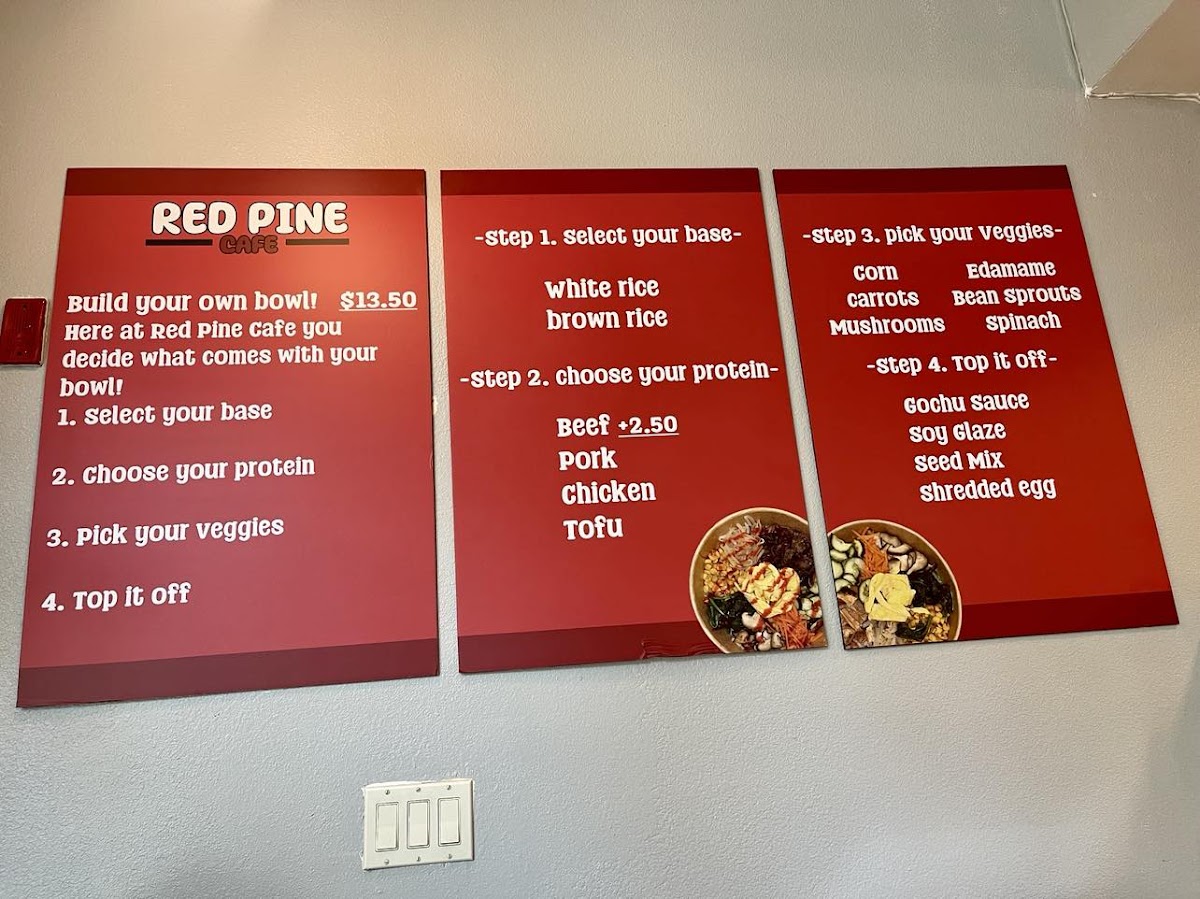 RED PINE
CAFE
Build your own bowl! $13.50
Here at Red Pine Cafe you
decide what comes with your
bowl!
1. Select your base
2. Choose your protein
3. Pick your veggies
4. Top it off
-Step 1. Select your base-
White rice
brown rice
-Step 2. Choose your protein-
Beef +2.50
Pork
Chicken
Tofu
-Step 3. pick your Veggies-
Corn
Carrots
Mushrooms
Edamame
Bean Sprouts
Spinach
-Step 4. Top it off-
Gochu Sauce
Soy Glaze
Seed Mix
Shredded egg